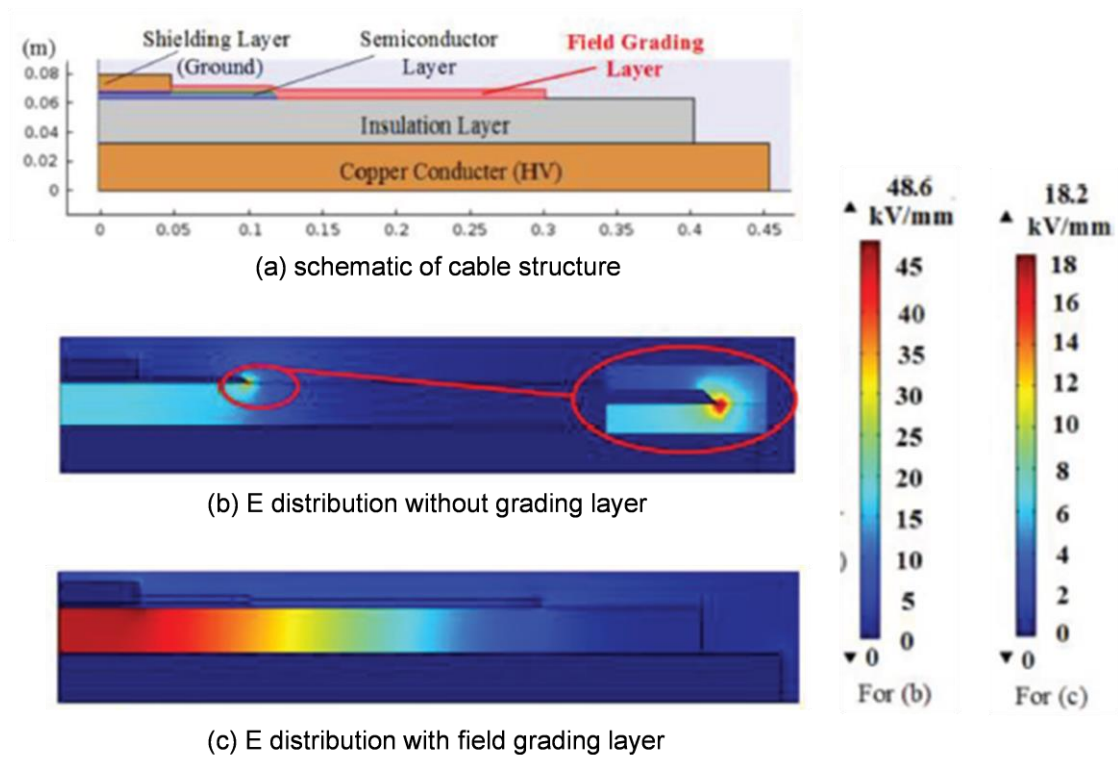 (m)
Shielding Layer
(Ground)
Semiconductor
Layer
Field Grading
Layer
0.08
0.06
0.04
0.02
0
Insulation Layer
Copper Conducter (HV)
0 0.05 0.1 0.15 0.2 0.25 0.3 0.35 0.4 0.45
(a) schematic of cable structure
(b) E distribution without grading layer
(c) E distribution with field grading layer
▲ 48.6
kV/mm
45
40
35
30
25
20
15
10
5
0
▼ 0
For (b)
▲ 18.2
kV/mm
18
16
14
12
10
8
6
4
2
0
▼ 0
For (c)
)